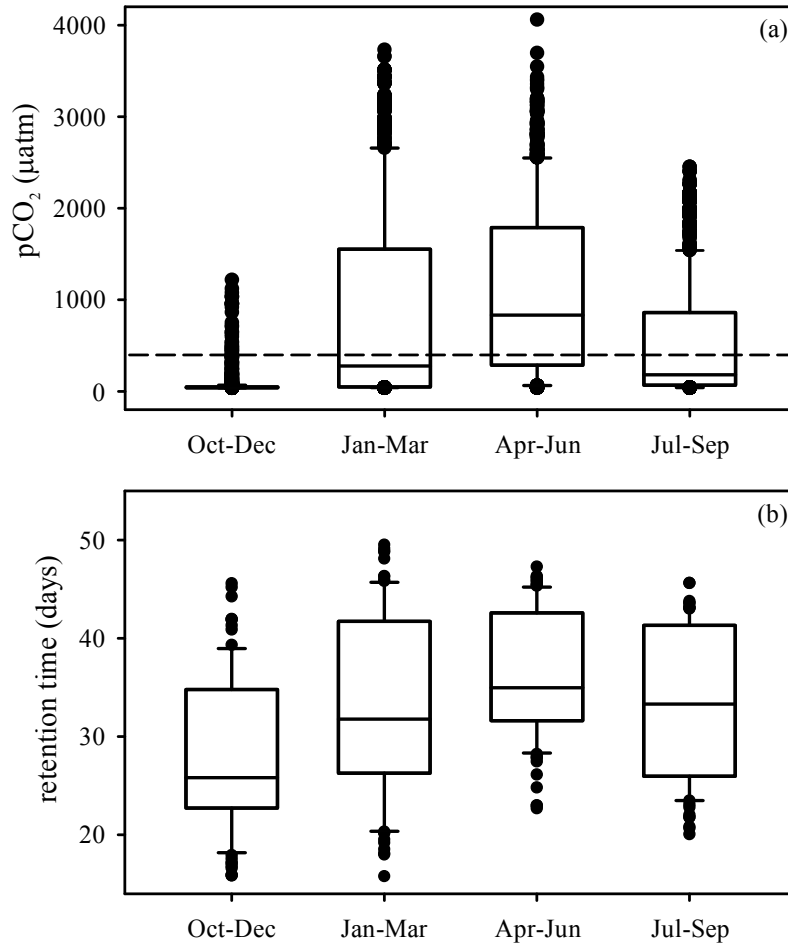 (a)
4000
3000
2000
1000
0
pCO₂ (µatm)
Oct-Dec Jan-Mar Apr-Jun Jul-Sep
(b)
50
40
30
20
retention time (days)
Oct-Dec Jan-Mar Apr-Jun Jul-Sep